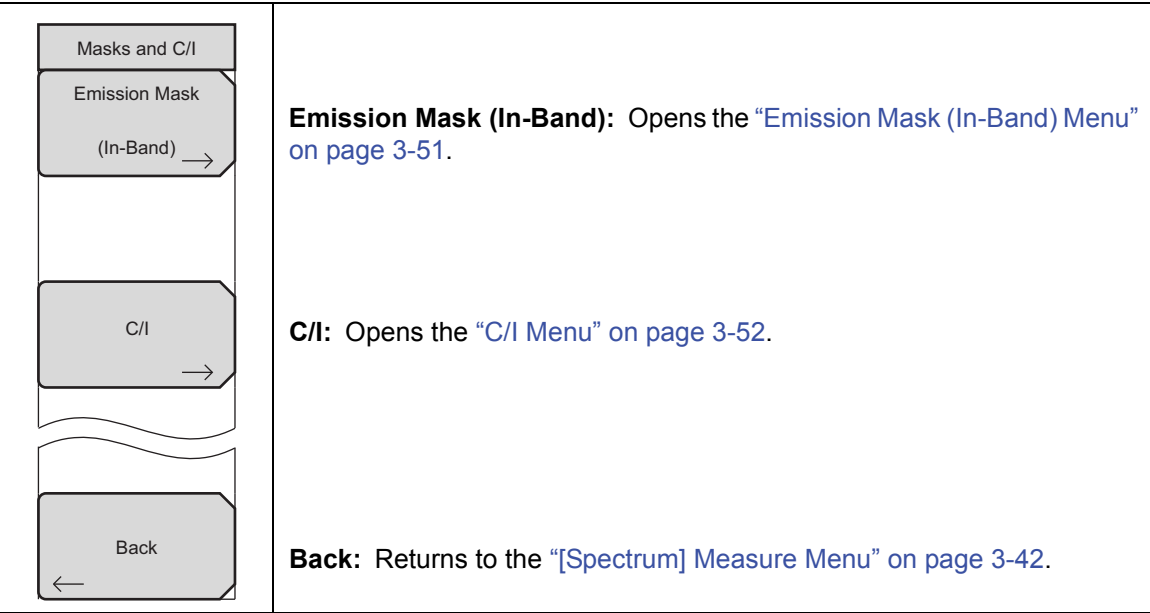 Masks and C/I
Emission Mask
(In-Band)
Emission Mask (In-Band): Opens the “Emission Mask (In-Band) Menu”
on page 3-51.
C/I
C/I: Opens the “C/I Menu” on page 3-52.
Back
Back: Returns to the “[Spectrum] Measure Menu” on page 3-42.